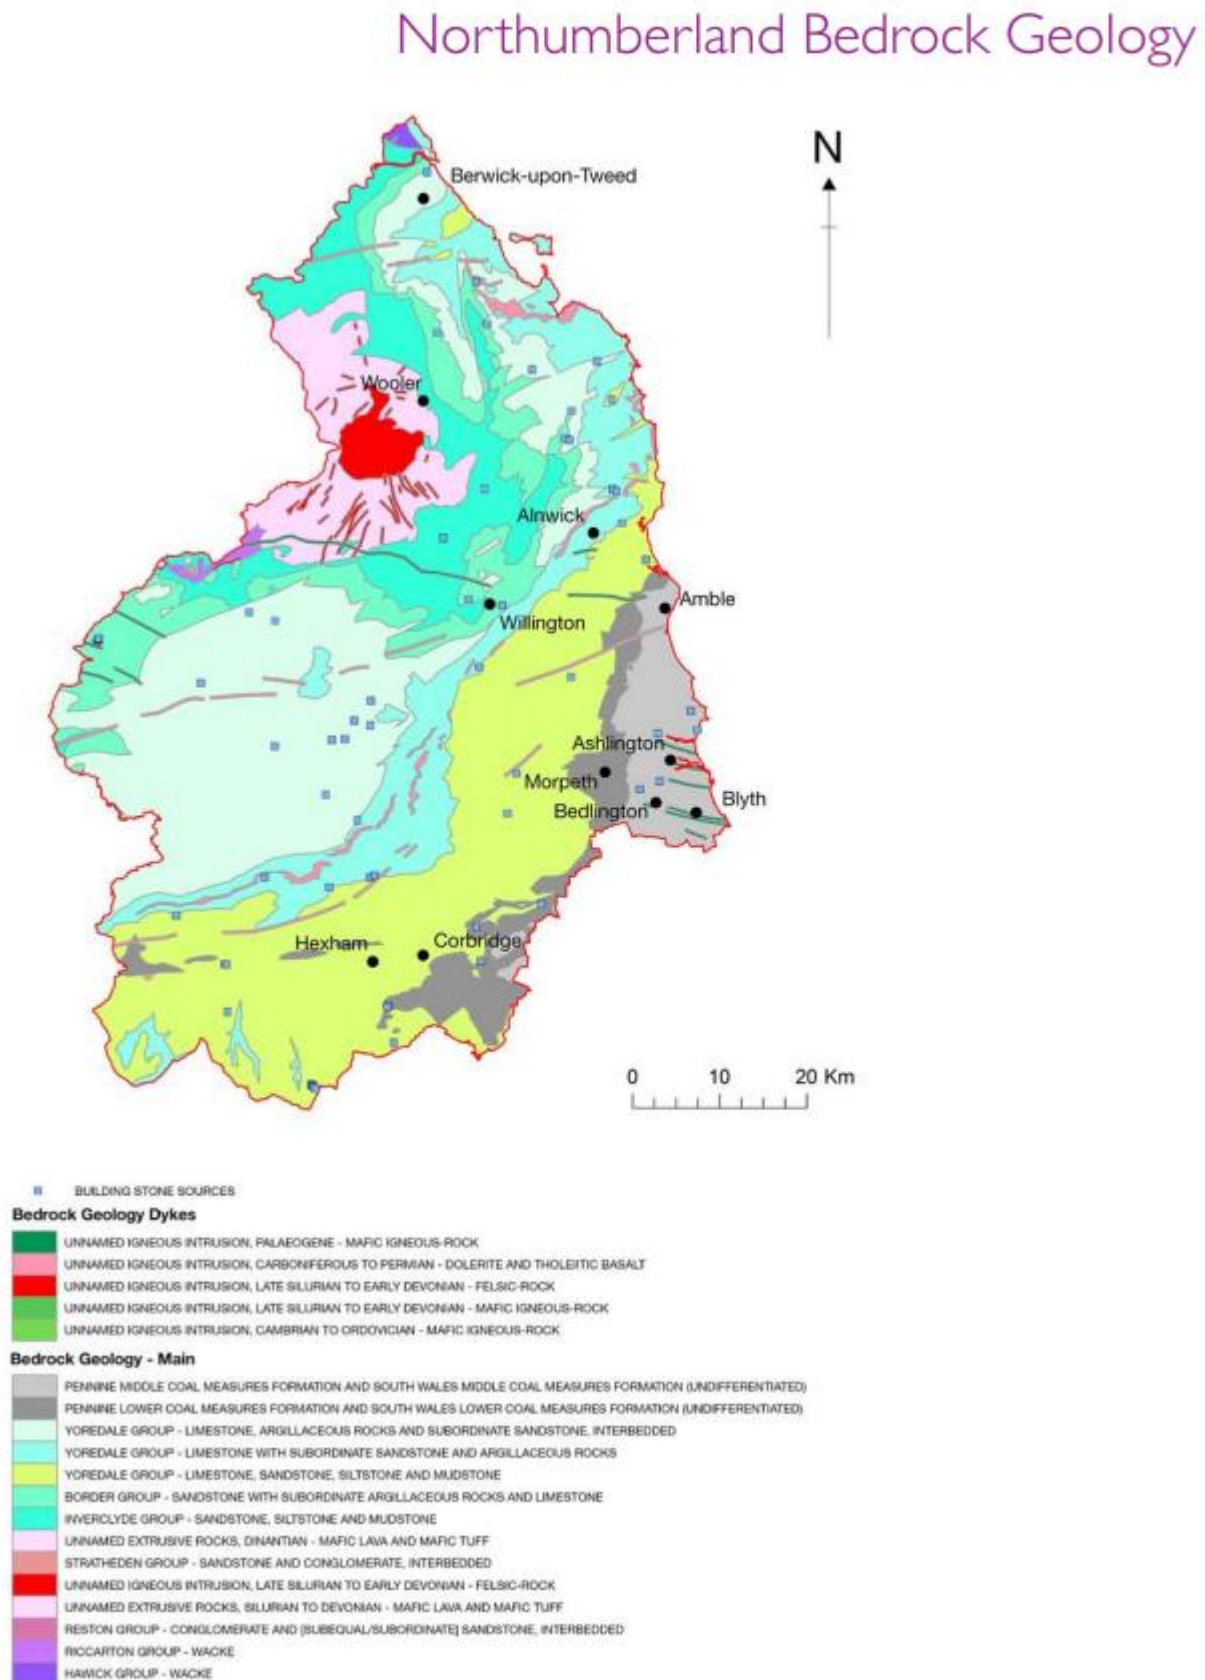 Northumberland Bedrock Geology
N
Berwick-upon-Tweed
Wooler
Alnwick
Amble
Willington
Ashlington
Morpeth
Bedlington
Blyth
Hexham
Corbridge
0 10 20 Km
BUILDING STONE SOURCES
Bedrock Geology Dykes
UNNAMED IGNEOUS INTRUSION, PALAEOGENE - MAFIC IGNEOUS-ROCK
UNNAMED IGNEOUS INTRUSION, CARBONIFEROUS TO PERMIAN - DOLERITE AND THOLEIITIC BASALT
UNNAMED IGNEOUS INTRUSION, LATE SILURIAN TO EARLY DEVONIAN - FELSIC-ROCK
UNNAMED IGNEOUS INTRUSION, LATE SILURIAN TO EARLY DEVONIAN - MAFIC IGNEOUS-ROCK
UNNAMED IGNEOUS INTRUSION, CAMBRIAN TO ORDOVICIAN - MAFIC IGNEOUS-ROCK
Bedrock Geology - Main
PENNINE MIDDLE COAL MEASURES FORMATION AND SOUTH WALES MIDDLE COAL MEASURES FORMATION (UNDIFFERENTIATED)
PENNINE LOWER COAL MEASURES FORMATION AND SOUTH WALES LOWER COAL MEASURES FORMATION (UNDIFFERENTIATED)
YOREDALE GROUP - LIMESTONE, ARGILLACEOUS ROCKS AND SUBORDINATE SANDSTONE, INTERBEDDED
YOREDALE GROUP - LIMESTONE WITH SUBORDINATE SANDSTONE AND ARGILLACEOUS ROCKS
YOREDALE GROUP - LIMESTONE, SANDSTONE, SILTSTONE AND MUDSTONE
BORDER GROUP - SANDSTONE WITH SUBORDINATE ARGILLACEOUS ROCKS AND LIMESTONE
INVERCLYDE GROUP - SANDSTONE, SILTSTONE AND MUDSTONE
UNNAMED EXTRUSIVE ROCKS, DINANTIAN - MAFIC LAVA AND MAFIC TUFF
STRATHEDEN GROUP - SANDSTONE AND CONGLOMERATE, INTERBEDDED
UNNAMED IGNEOUS INTRUSION, LATE SILURIAN TO EARLY DEVONIAN - FELSIC-ROCK
UNNAMED EXTRUSIVE ROCKS, SILURIAN TO DEVONIAN - MAFIC LAVA AND MAFIC TUFF
RESTON GROUP - CONGLOMERATE AND [SUBEQUAL/SUBORDINATE] SANDSTONE, INTERBEDDED
RICCARTON GROUP - WACKE
HAWICK GROUP - WACKE